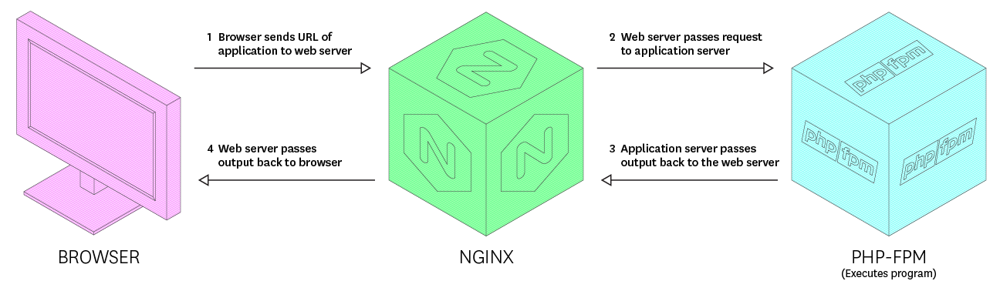 1 Browser sends URL of
application to web server
2 Web server passes request
to application server
4 Web server passes
output back to browser
3 Application server passes
output back to the web server
N
N
N
php fpm
php fpm
php fpm
BROWSER
NGINX
PHP-FPM
(Executes program)